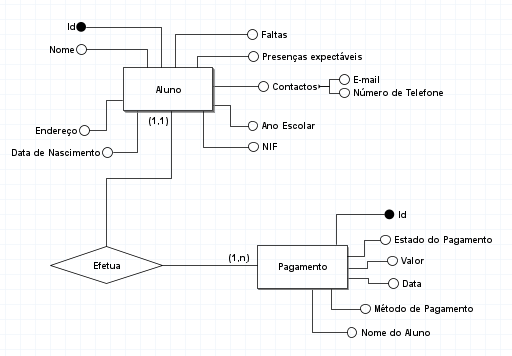 Id
Faltas
Nome
Presenças expectáveis
Aluno
Contactos
E-mail
Número de Telefone
(1.1)
Endereço
Ano Escolar
Data de Nascimento
NIF
Id
Estado do Pagamento
(1.n)
Efetua
Pagamento
Valor
Data
Método de Pagamento
Nome do Aluno